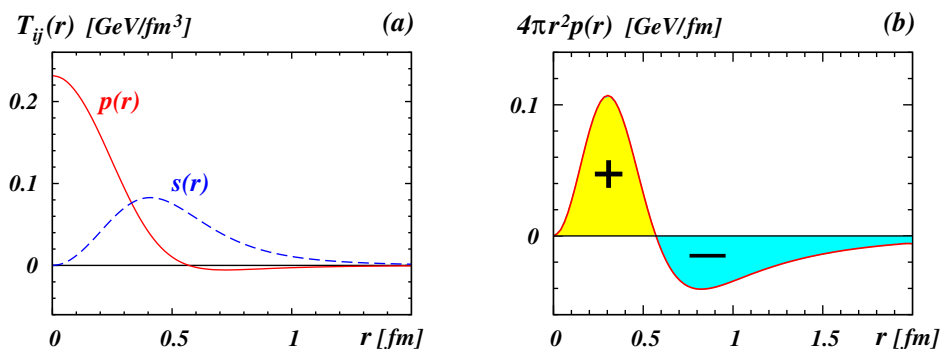 T_ij(r) [GeV/fm³] (a)
0.2
p(r)
0.1
s(r)
0
0 0.5 1 r [fm]
4πr²p(r) [GeV/fm] (b)
0.1
+
0
−
0 0.5 1 1.5 r [fm]